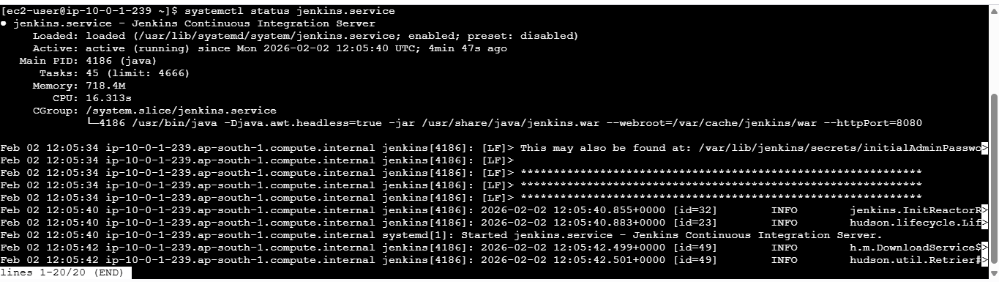 [ec2-user@ip-10-0-1-239 ~]$ systemctl status jenkins.service
● jenkins.service - Jenkins Continuous Integration Server
     Loaded: loaded (/usr/lib/systemd/system/jenkins.service; enabled; preset: disabled)
     Active: active (running) since Mon 2026-02-02 12:05:40 UTC; 4min 47s ago
   Main PID: 4186 (java)
      Tasks: 45 (limit: 4666)
     Memory: 718.4M
        CPU: 16.313s
     CGroup: /system.slice/jenkins.service
             └─4186 /usr/bin/java -Djava.awt.headless=true -jar /usr/share/java/jenkins.war --webroot=/var/cache/jenkins/war --httpPort=8080

Feb 02 12:05:34 ip-10-0-1-239.ap-south-1.compute.internal jenkins[4186]: [LF]> This may also be found at: /var/lib/jenkins/secrets/initialAdminPasswo>
Feb 02 12:05:34 ip-10-0-1-239.ap-south-1.compute.internal jenkins[4186]: [LF]>
Feb 02 12:05:34 ip-10-0-1-239.ap-south-1.compute.internal jenkins[4186]: [LF]> *************************************************************
Feb 02 12:05:34 ip-10-0-1-239.ap-south-1.compute.internal jenkins[4186]: [LF]> *************************************************************
Feb 02 12:05:34 ip-10-0-1-239.ap-south-1.compute.internal jenkins[4186]: [LF]> *************************************************************
Feb 02 12:05:40 ip-10-0-1-239.ap-south-1.compute.internal jenkins[4186]: 2026-02-02 12:05:40.855+0000 [id=32]        INFO        jenkins.InitReactorR>
Feb 02 12:05:40 ip-10-0-1-239.ap-south-1.compute.internal jenkins[4186]: 2026-02-02 12:05:40.883+0000 [id=23]        INFO        hudson.lifecycle.Lif>
Feb 02 12:05:40 ip-10-0-1-239.ap-south-1.compute.internal systemd[1]: Started jenkins.service - Jenkins Continuous Integration Server.
Feb 02 12:05:42 ip-10-0-1-239.ap-south-1.compute.internal jenkins[4186]: 2026-02-02 12:05:42.499+0000 [id=49]        INFO        h.m.DownloadService$>
Feb 02 12:05:42 ip-10-0-1-239.ap-south-1.compute.internal jenkins[4186]: 2026-02-02 12:05:42.501+0000 [id=49]        INFO        hudson.util.Retrier#>
lines 1-20/20 (END)